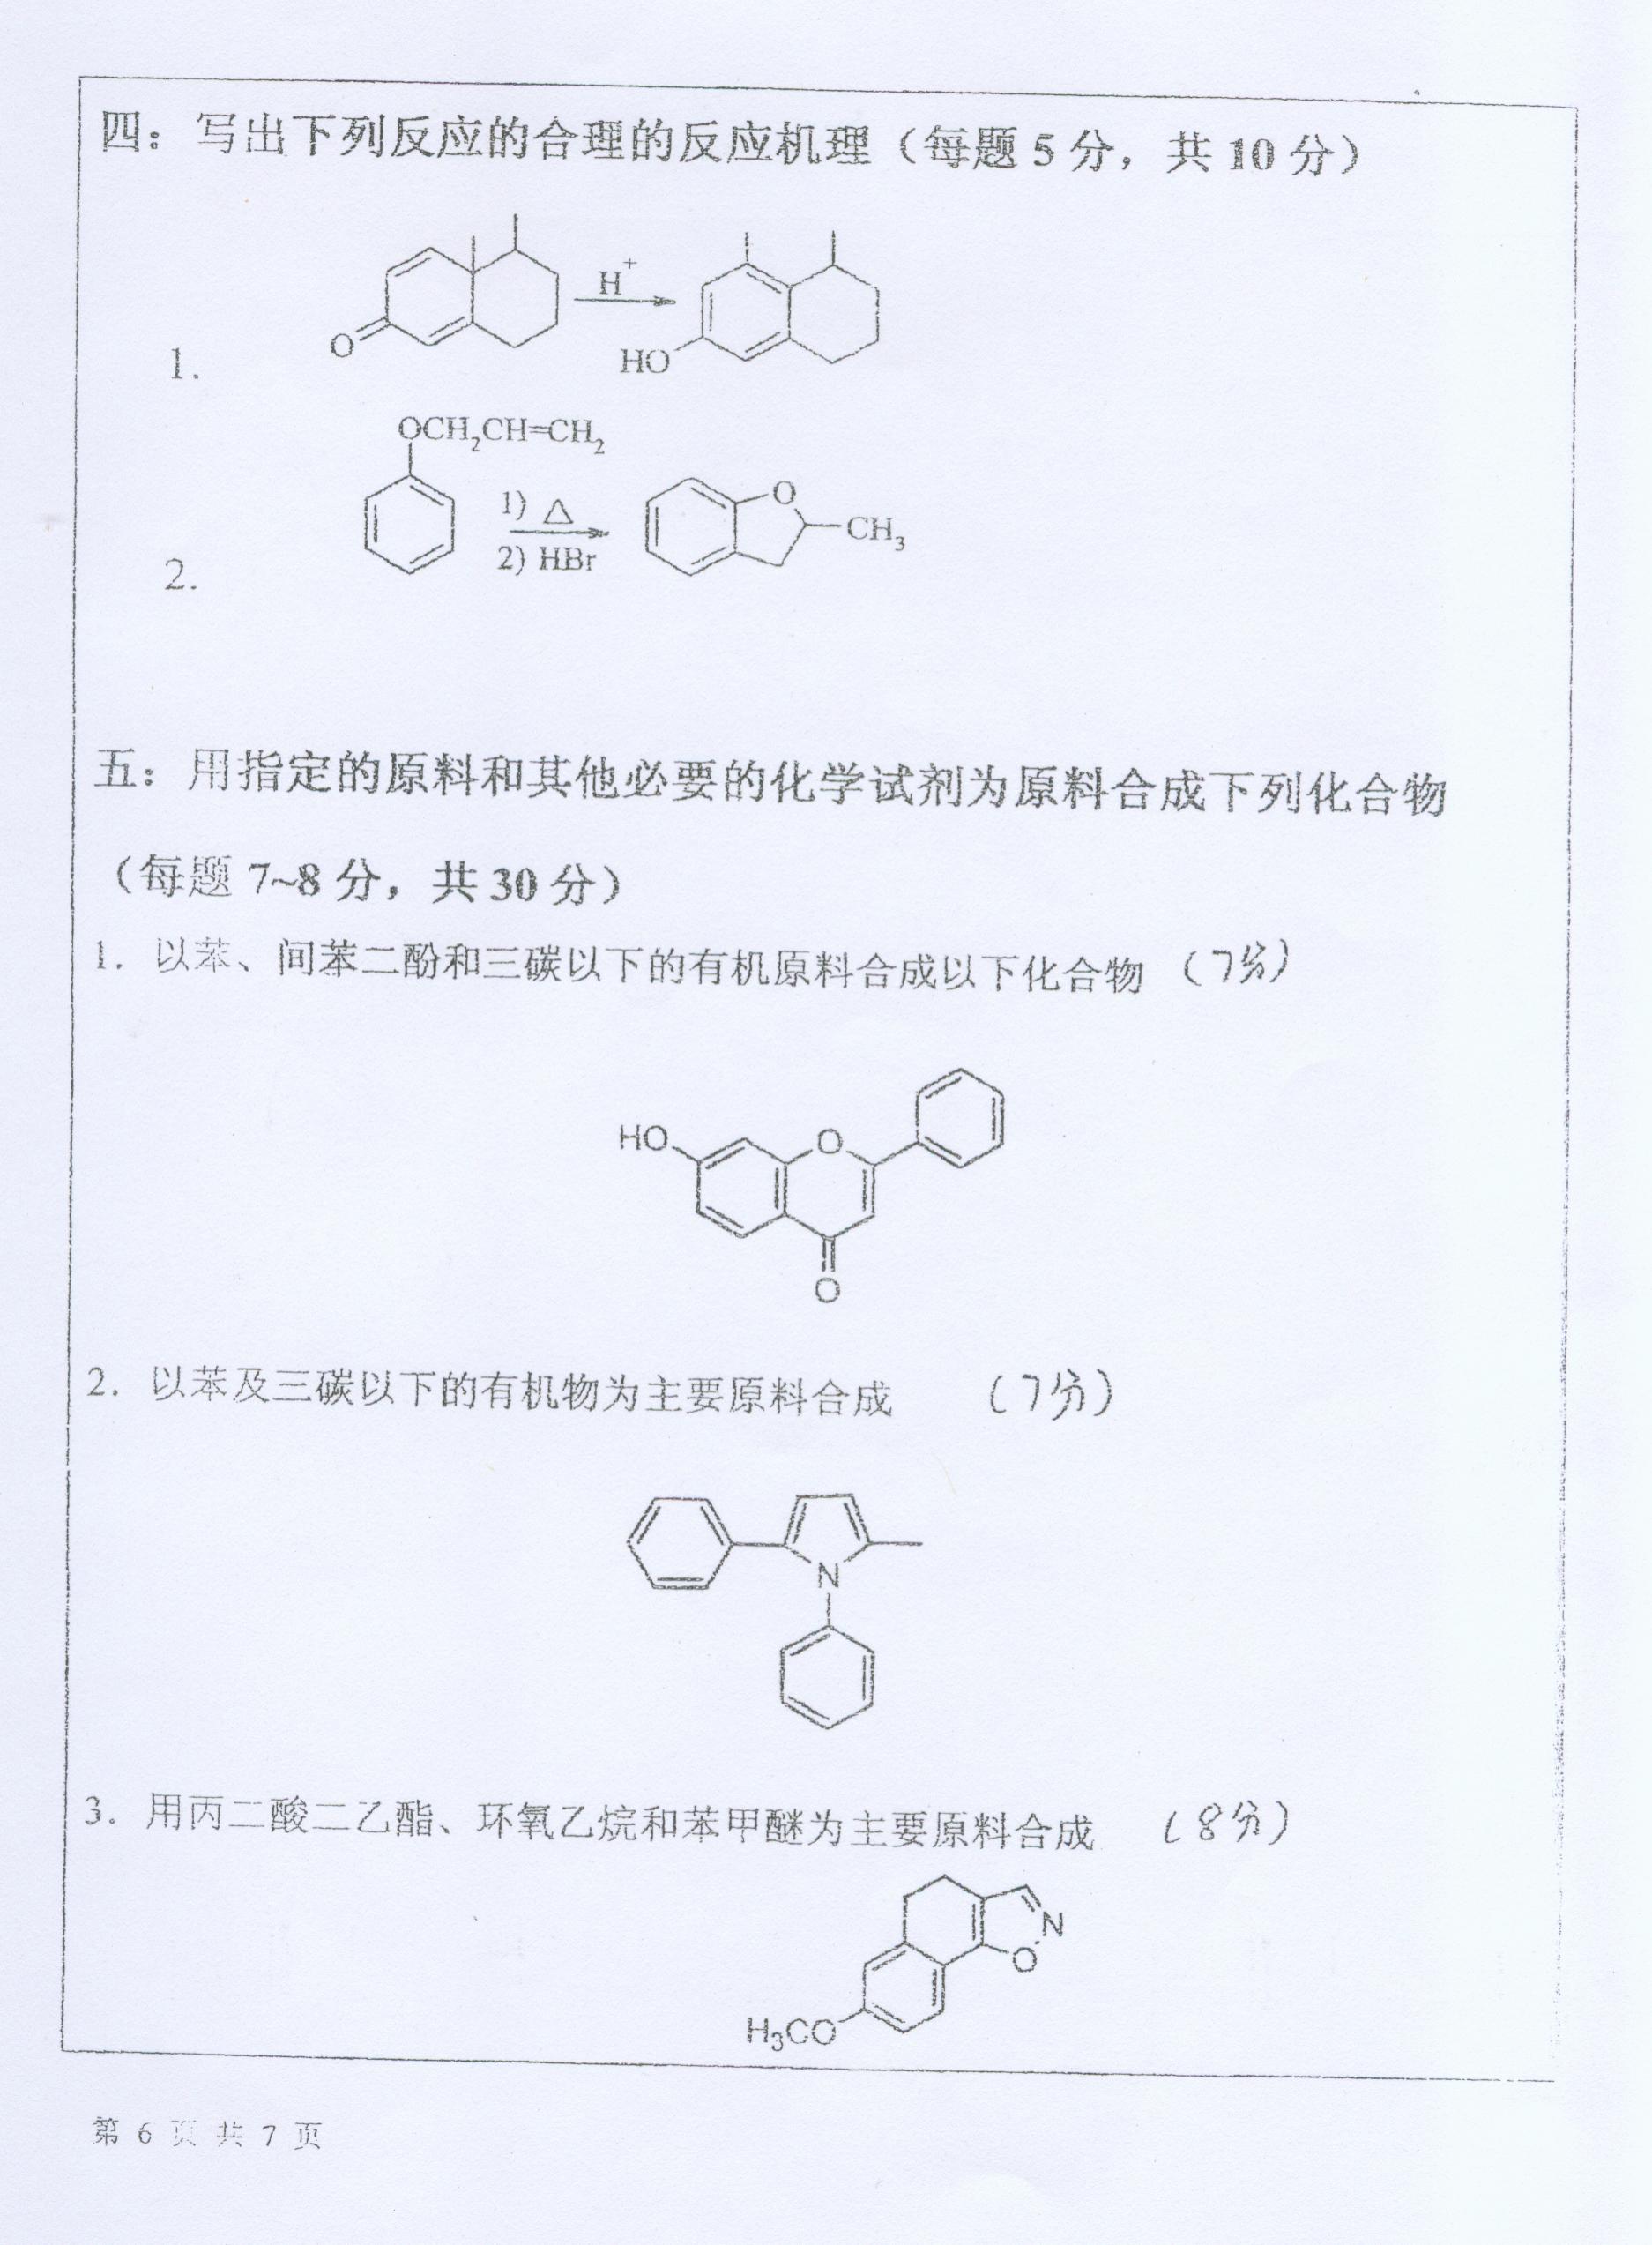 四：写出下列反应的合理的反应机理（每题 5 分，共 10 分）
H+
O
HO
1.
OCH2CH=CH2
1) △
2) HBr
O
CH3
2.
五：用指定的原料和其他必要的化学试剂为原料合成下列化合物
（每题 7~8 分，共 30 分）
1. 以苯、间苯二酚和三碳以下的有机原料合成以下化合物（7分）
HO
O
O
2. 以苯及三碳以下的有机物为主要原料合成 （7分）
N
3. 用丙二酸二乙酯、环氧乙烷和苯甲醚为主要原料合成 （8分）
N
O
H3CO
第 6 页 共 7 页